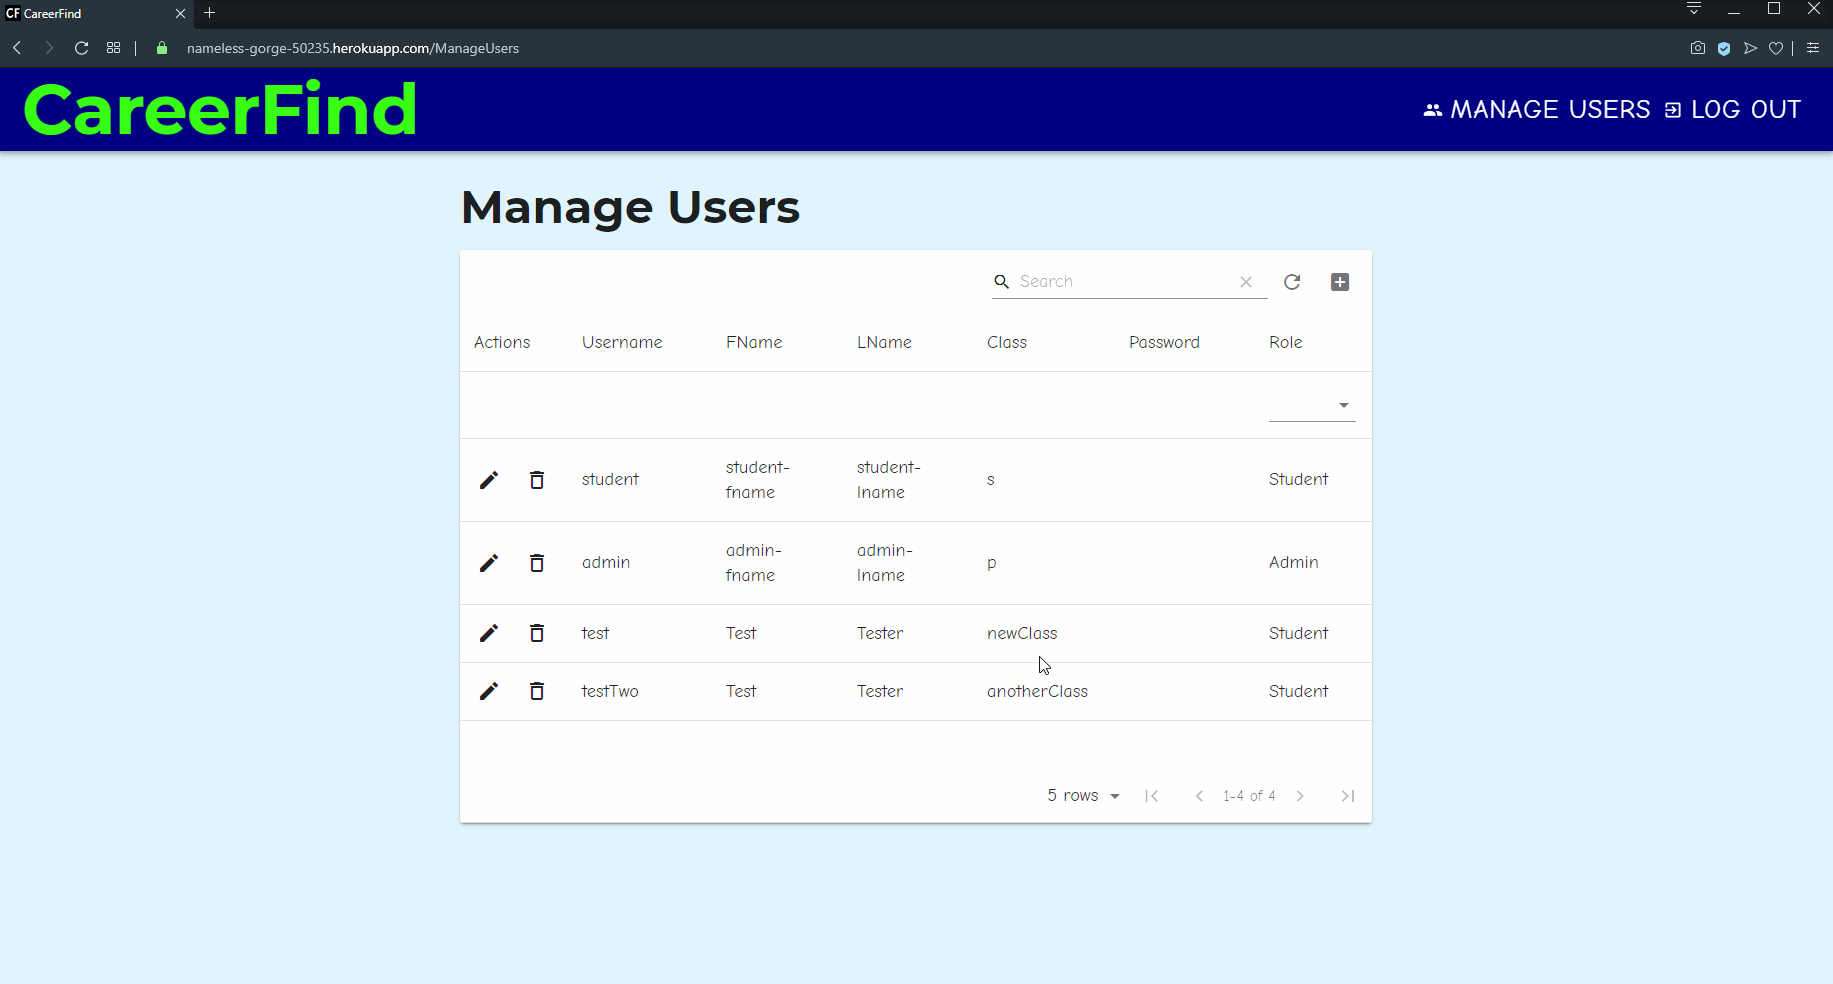 CF CareerFind
nameless-gorge-50235.herokuapp.com/ManageUsers
CareerFind
MANAGE USERS LOG OUT
Manage Users
Search
Actions Username FName LName Class Password Role
student student-fname student-lname s Student
admin admin-fname admin-lname p Admin
test Test Tester newClass Student
testTwo Test Tester anotherClass Student
5 rows 1-4 of 4